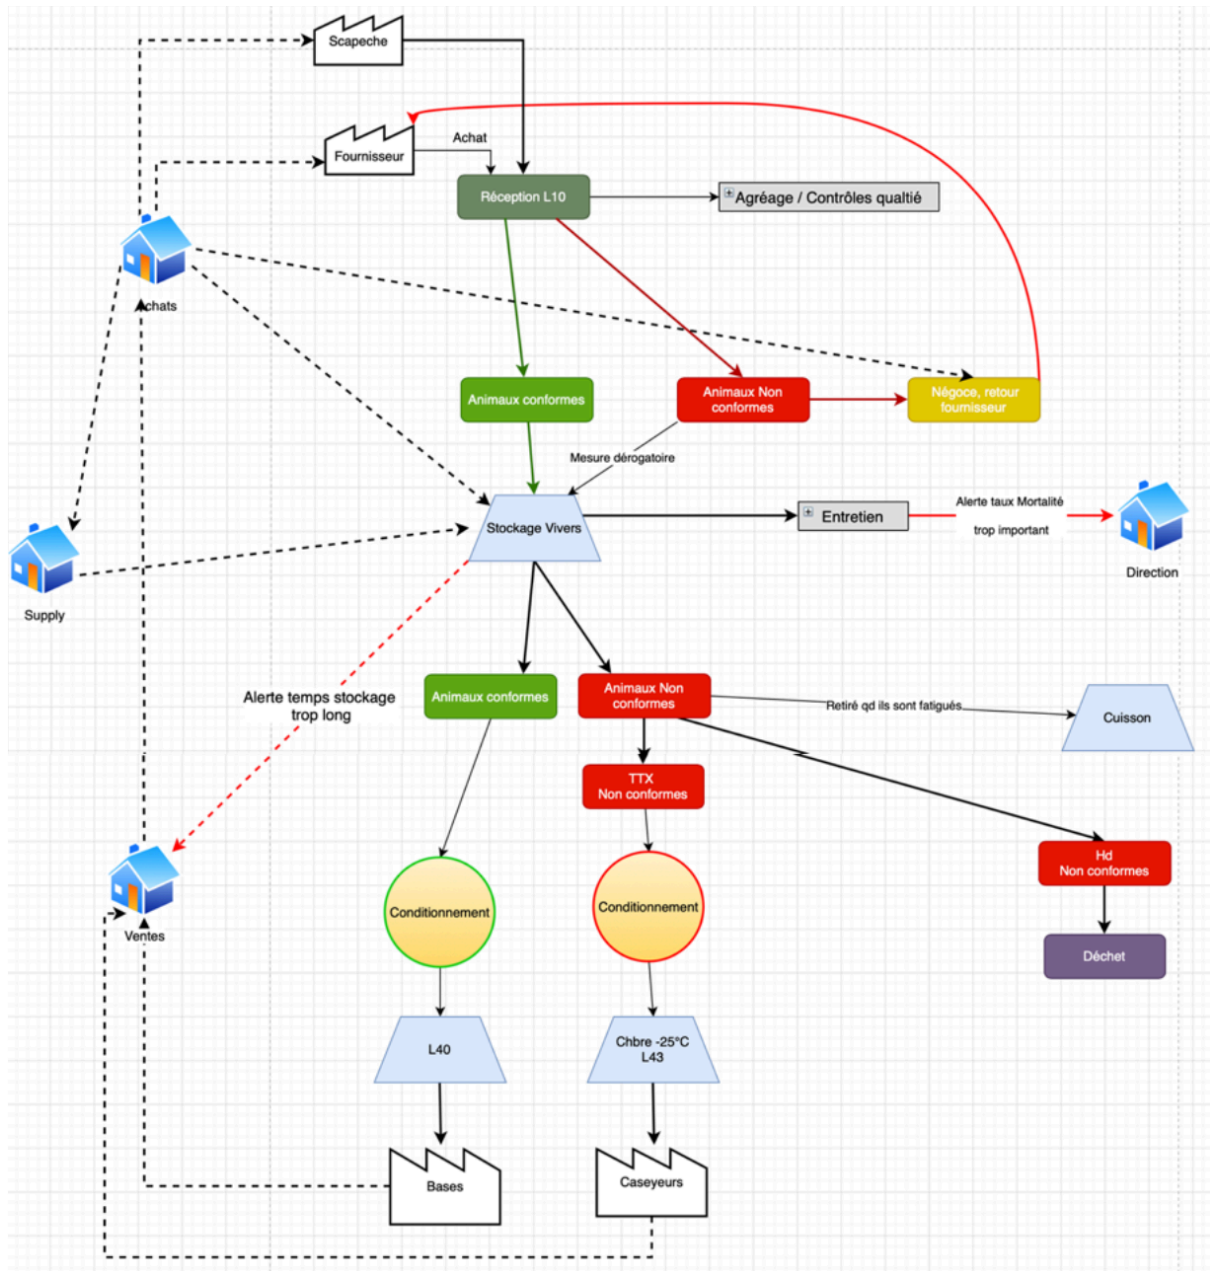 Scapeche
Achat
Fournisseur
Réception L10
Agréage / Contrôles qualtié
Achats
Animaux conformes
Animaux Non
conformes
Négoce, retour
fournisseur
Mesure dérogatoire
Stockage Vivers
Entretien
Alerte taux Mortalité
trop important
Direction
Supply
Alerte temps stockage
trop long
Animaux conformes
Animaux Non
conformes
Retiré qd ils sont fatigués
Cuisson
TTX
Non conformes
Hd
Non conformes
Conditionnement
Conditionnement
Ventes
Déchet
L40
Chbre -25°C
L43
Bases
Caseyeurs